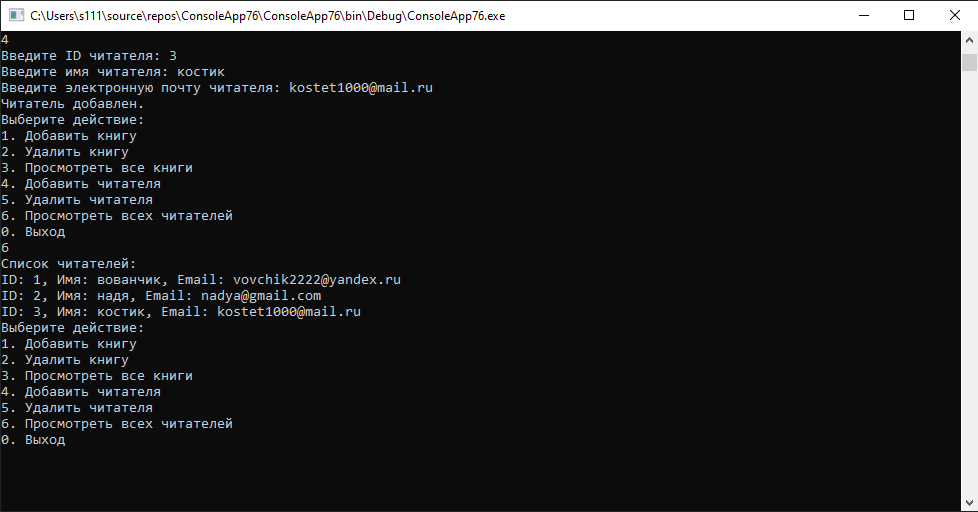 C:\Users\s111\source\repos\ConsoleApp76\ConsoleApp76\bin\Debug\ConsoleApp76.exe
4
Введите ID читателя: 3
Введите имя читателя: костик
Введите электронную почту читателя: kostet1000@mail.ru
Читатель добавлен.
Выберите действие:
1. Добавить книгу
2. Удалить книгу
3. Просмотреть все книги
4. Добавить читателя
5. Удалить читателя
6. Просмотреть всех читателей
0. Выход
6
Список читателей:
ID: 1, Имя: вованчик, Email: vovchik2222@yandex.ru
ID: 2, Имя: надя, Email: nadya@gmail.com
ID: 3, Имя: костик, Email: kostet1000@mail.ru
Выберите действие:
1. Добавить книгу
2. Удалить книгу
3. Просмотреть все книги
4. Добавить читателя
5. Удалить читателя
6. Просмотреть всех читателей
0. Выход